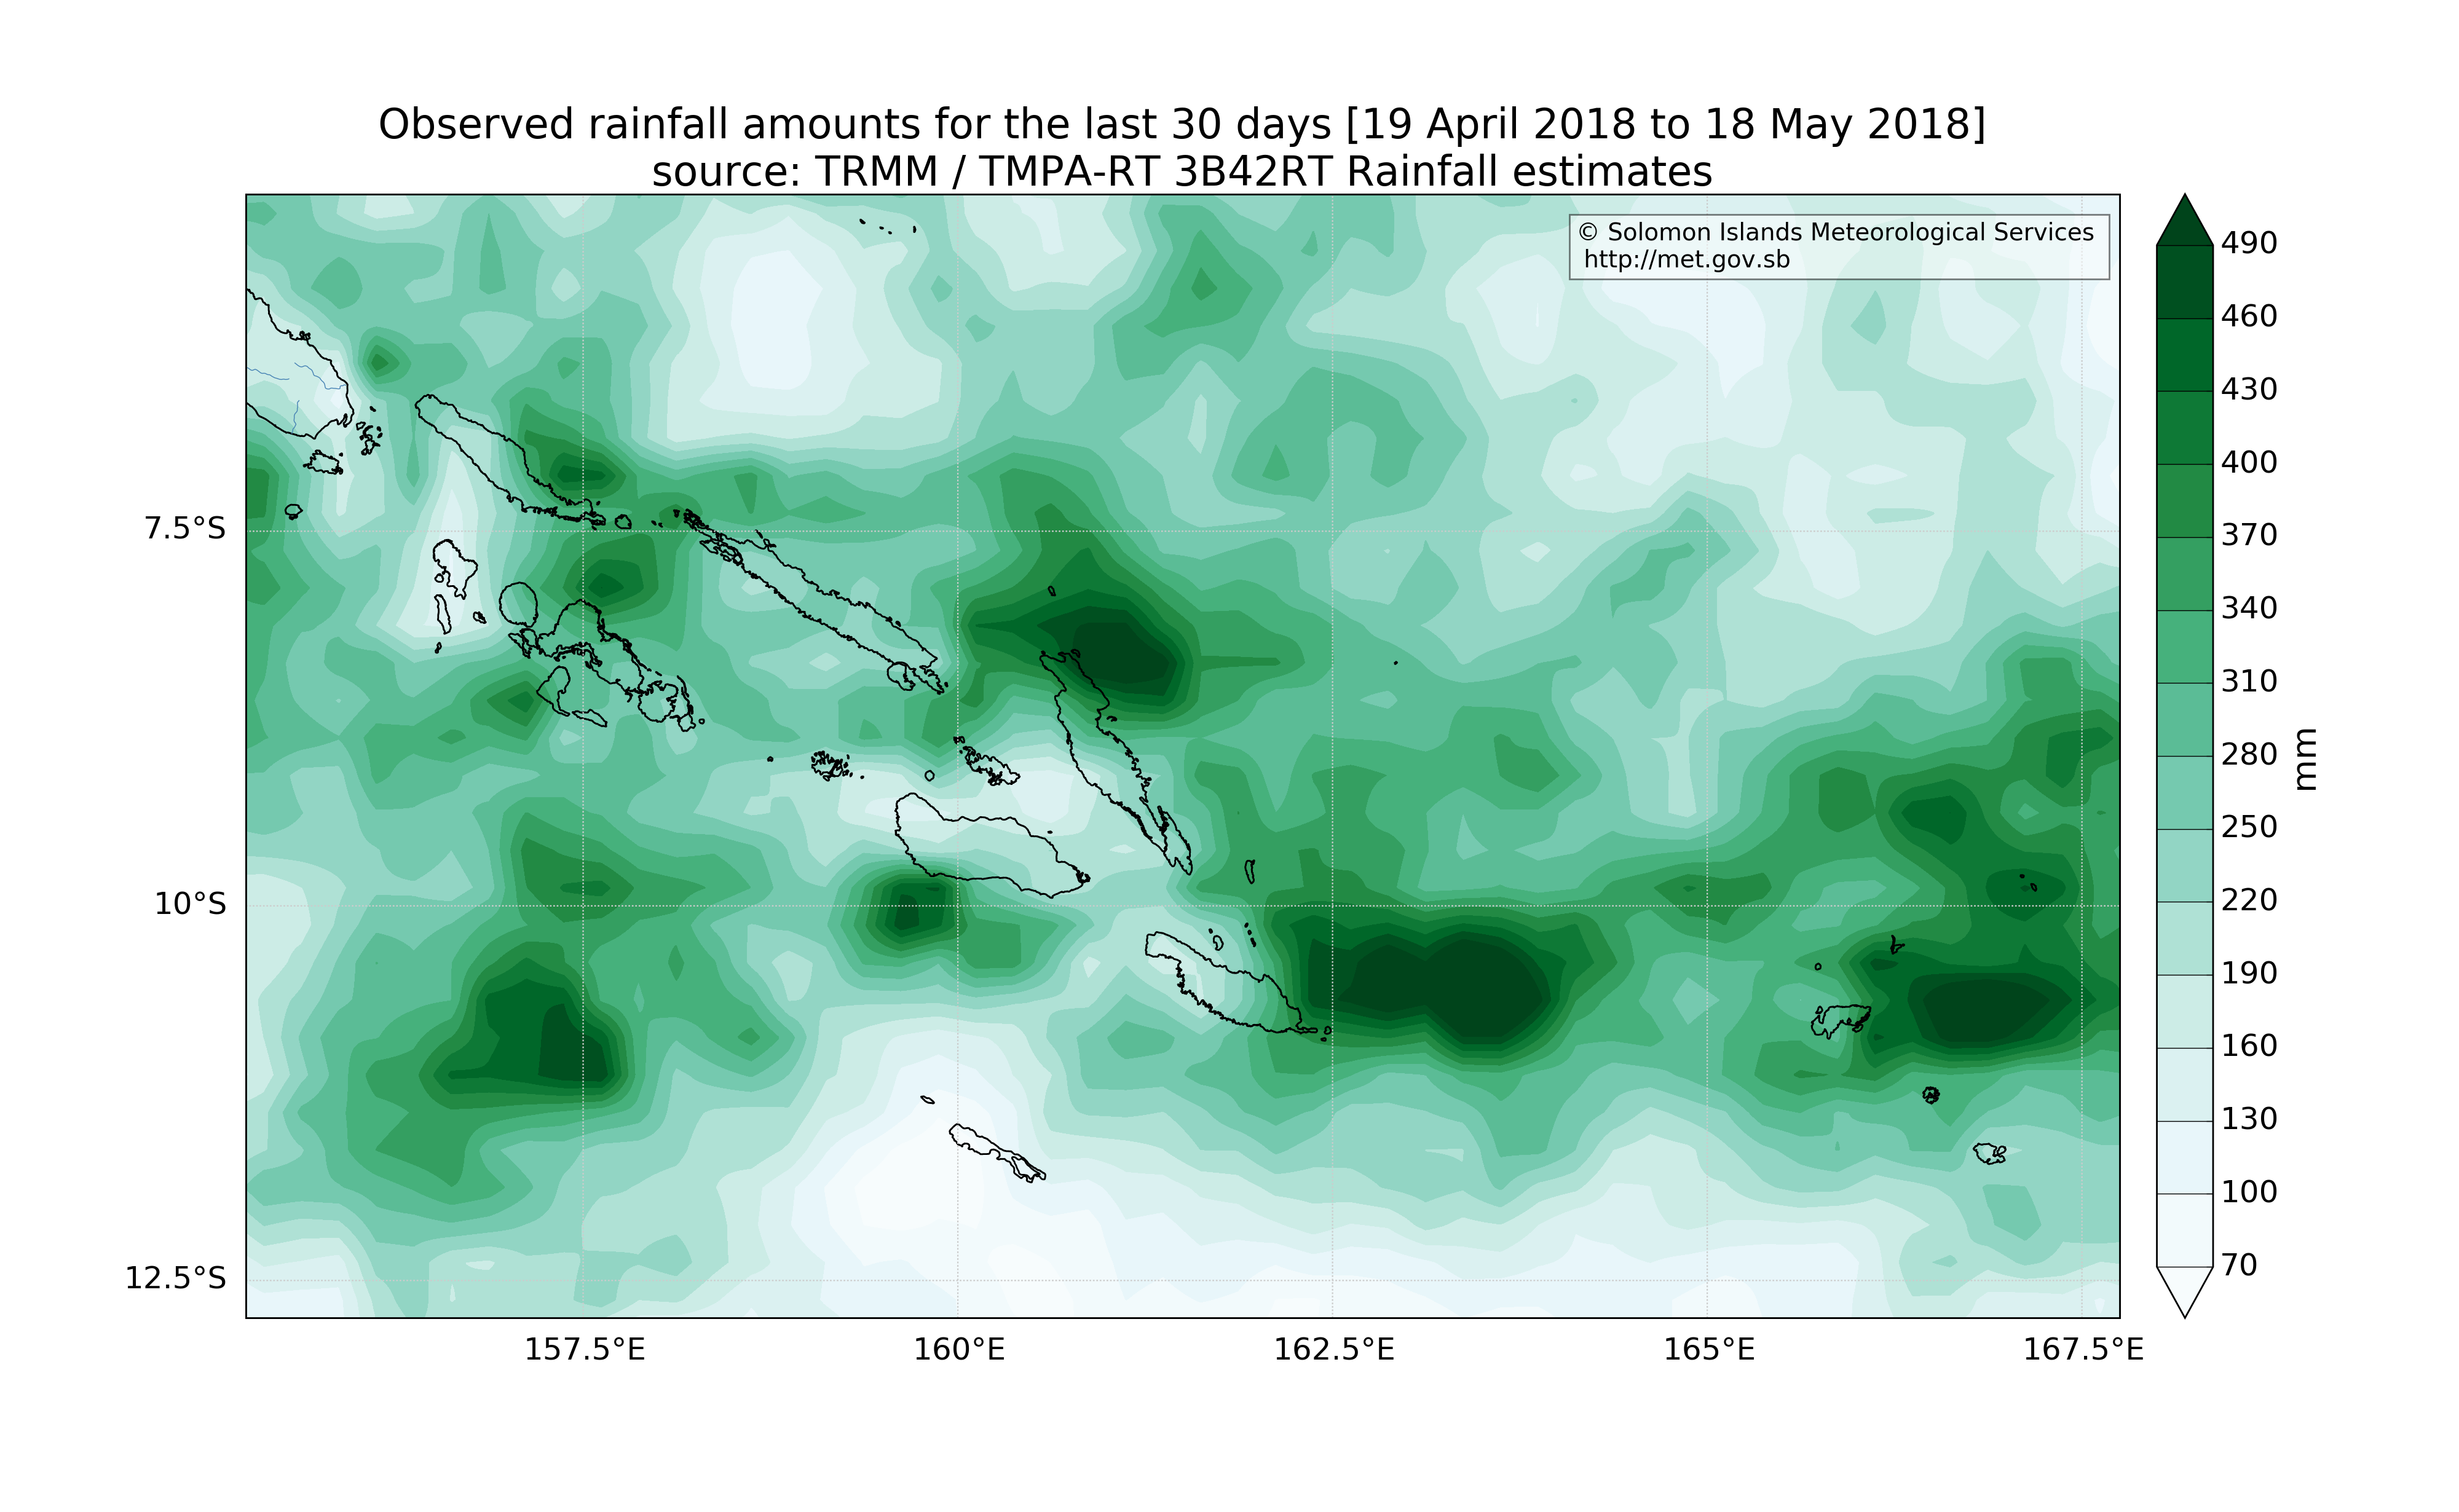 Observed rainfall amounts for the last 30 days [19 April 2018 to 18 May 2018]
source: TRMM / TMPA-RT 3B42RT Rainfall estimates
© Solomon Islands Meteorological Services
http://met.gov.sb
7.5°S
10°S
12.5°S
157.5°E
160°E
162.5°E
165°E
167.5°E
490
460
430
400
370
340
310
280
250
220
190
160
130
100
70
mm